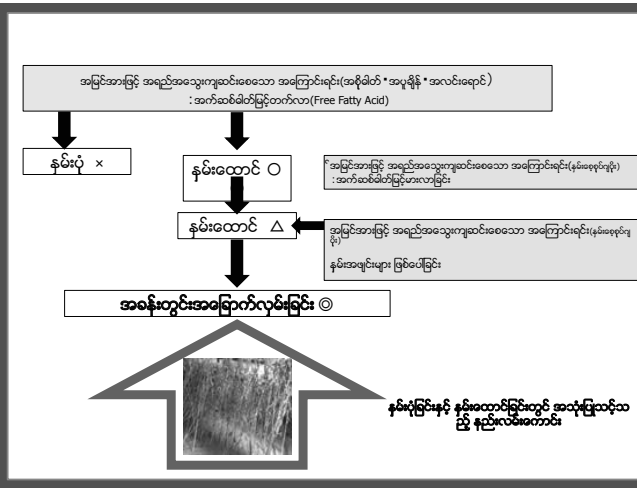 အမြင်အားဖြင့် အရည်အသွေးကျဆင်းစေသော အကြောင်းရင်း(အစိုဓါတ် • အပူချိန် • အလင်းရောင်)
:အက်ဆစ်ဓါတ်မြင့်တက်လာ(Free Fatty Acid)
နှမ်းပုံ ×
နှမ်းထောင် ○
အမြင်အားဖြင့် အရည်အသွေးကျဆင်းစေသော အကြောင်းရင်း(နှမ်းစေ့စုပ်ဂျပိုး)
:အက်ဆစ်ဓါတ်မြင့်မားလာခြင်း
နှမ်းထောင် △
အမြင်အားဖြင့် အရည်အသွေးကျဆင်းစေသော အကြောင်းရင်း(နှမ်းစေ့စုပ်ဂျ
ပိုး)
နှမ်းအဖျင်းများ ဖြစ်ပေါ်ခြင်း
အခန်းတွင်းအခြောက်လှမ်းခြင်း ◎
နှမ်းပုံခြင်းနှင့် နှမ်းထောင်ခြင်းတွင် အသုံးပြုသင့်သ
ည့် နည်းလမ်းကောင်း